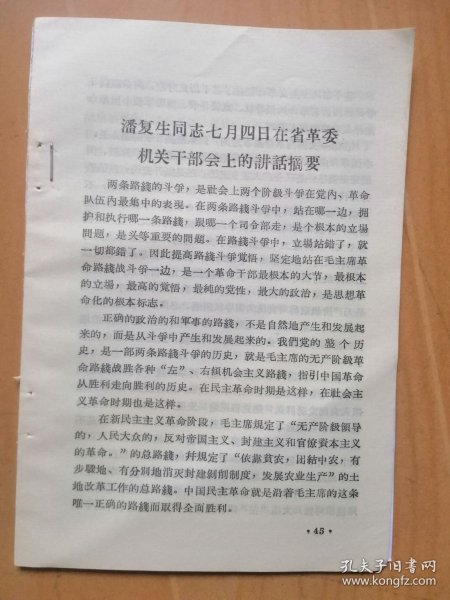 潘复生同志七月四日在省革委
机关干部会上的讲話摘要
两条路綫的斗爭，是社会上两个阶級斗爭在党内、革命
队伍内最集中的表现。在两条路綫斗爭中，站在哪一边，拥
护和执行哪一条路綫，跟哪一个司令部走，是个根本的立場
問題，是头等重要的問題。在路綫斗爭中，立場站錯了，就
一切都錯了。因此提高路綫斗爭覚悟，坚定地站在毛主席革
命路綫战斗爭一边，是一个革命干部最根本的大节，最根本
的立場，最高的覚悟，最純的党性，最大的政治，是思想革
命化的根本标志。
正确的政治的和軍事的路綫，不是自然地产生和发展起
来的，而是从斗爭中产生和发展起来的。我們党的整个历
史，是一部两条路綫斗爭的历史，就是毛主席的无产阶級革
命路綫战胜各种“左”、右傾机会主义路綫，指引中国革命
从胜利走向胜利的历史。在民主革命时期是这样，在社会主
义革命时期也是这样。
在新民主主义革命阶段，毛主席規定了“无产阶級領导
的，人民大众的，反对帝国主义、封建主义和官僚資本主义
的革命。”的总路綫，幷規定了“依靠貧农，团結中农，有
步驟地、有分別地消灭封建剝削制度，发展农业生产”的土
地改革工作的总路綫。中国民主革命就是沿着毛主席的这条
唯一正确的路綫而取得全面胜利。
·45·
孔夫子旧书网
www.kongfz.com